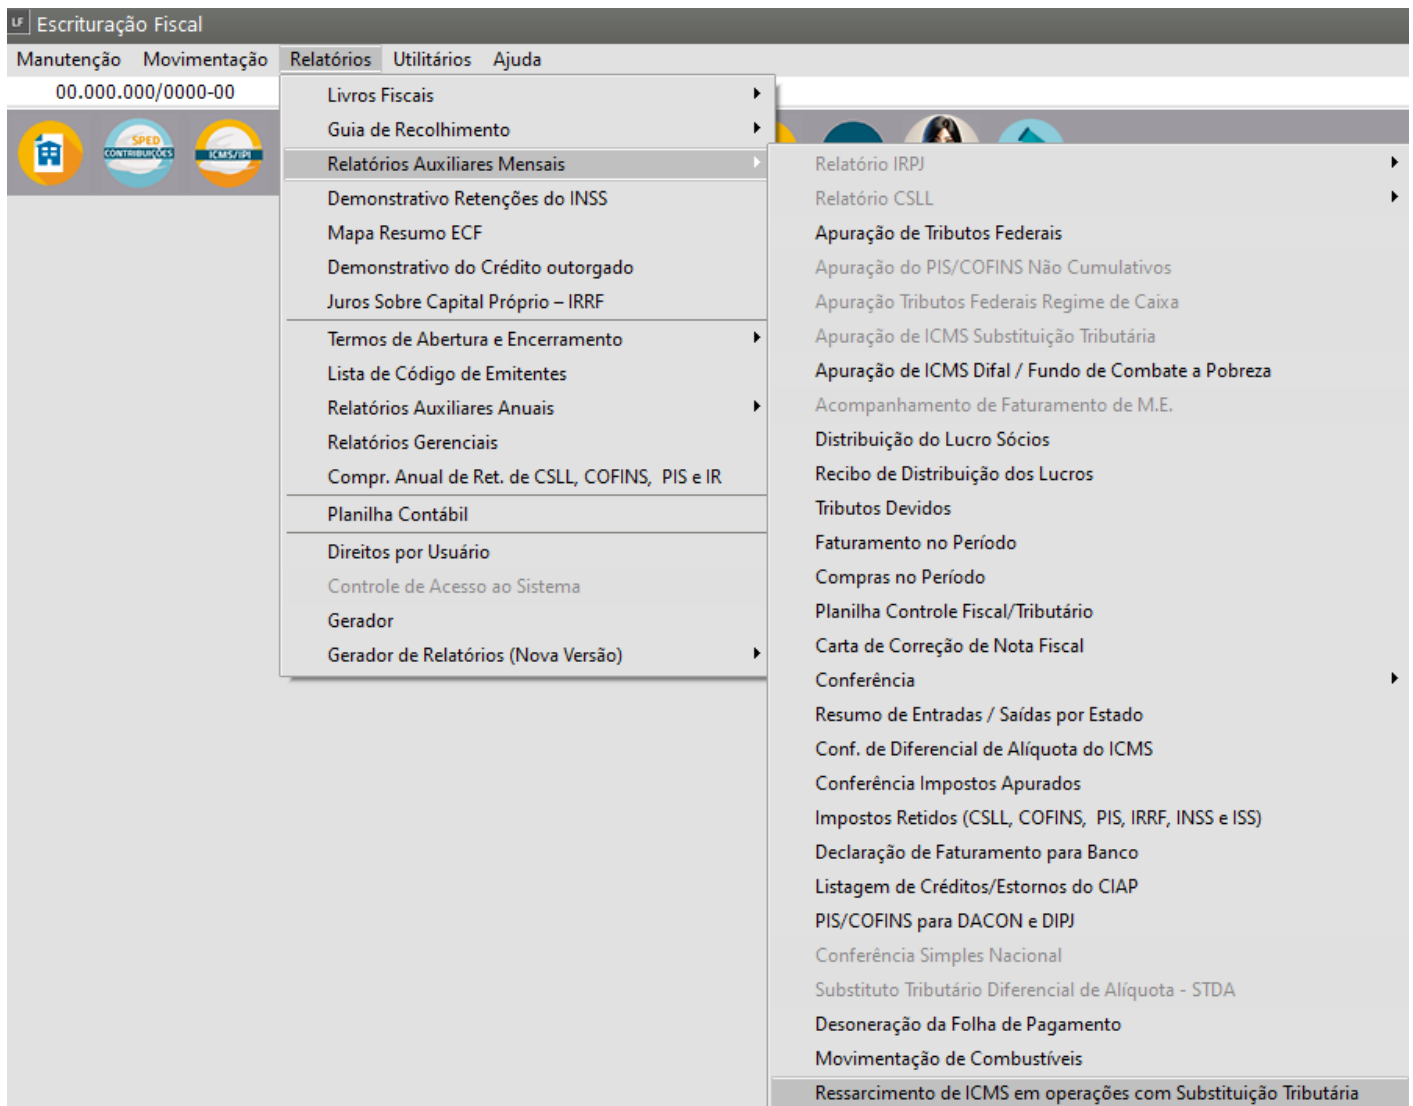 LF Escrituração Fiscal
Manutenção Movimentação Relatórios Utilitários Ajuda
00.000.000/0000-00
SPED
CONTRIBUIÇÕES
ICMS/IPI
Livros Fiscais
Guia de Recolhimento
Relatórios Auxiliares Mensais
Demonstrativo Retenções do INSS
Mapa Resumo ECF
Demonstrativo do Crédito outorgado
Juros Sobre Capital Próprio – IRRF
Termos de Abertura e Encerramento
Lista de Código de Emitentes
Relatórios Auxiliares Anuais
Relatórios Gerenciais
Compr. Anual de Ret. de CSLL, COFINS, PIS e IR
Planilha Contábil
Direitos por Usuário
Controle de Acesso ao Sistema
Gerador
Gerador de Relatórios (Nova Versão)
Relatório IRPJ
Relatório CSLL
Apuração de Tributos Federais
Apuração do PIS/COFINS Não Cumulativos
Apuração Tributos Federais Regime de Caixa
Apuração de ICMS Substituição Tributária
Apuração de ICMS Difal / Fundo de Combate a Pobreza
Acompanhamento de Faturamento de M.E.
Distribuição do Lucro Sócios
Recibo de Distribuição dos Lucros
Tributos Devidos
Faturamento no Período
Compras no Período
Planilha Controle Fiscal/Tributário
Carta de Correção de Nota Fiscal
Conferência
Resumo de Entradas / Saídas por Estado
Conf. de Diferencial de Alíquota do ICMS
Conferência Impostos Apurados
Impostos Retidos (CSLL, COFINS, PIS, IRRF, INSS e ISS)
Declaração de Faturamento para Banco
Listagem de Créditos/Estornos do CIAP
PIS/COFINS para DACON e DIPJ
Conferência Simples Nacional
Substituto Tributário Diferencial de Alíquota - STDA
Desoneração da Folha de Pagamento
Movimentação de Combustíveis
Ressarcimento de ICMS em operações com Substituição Tributária